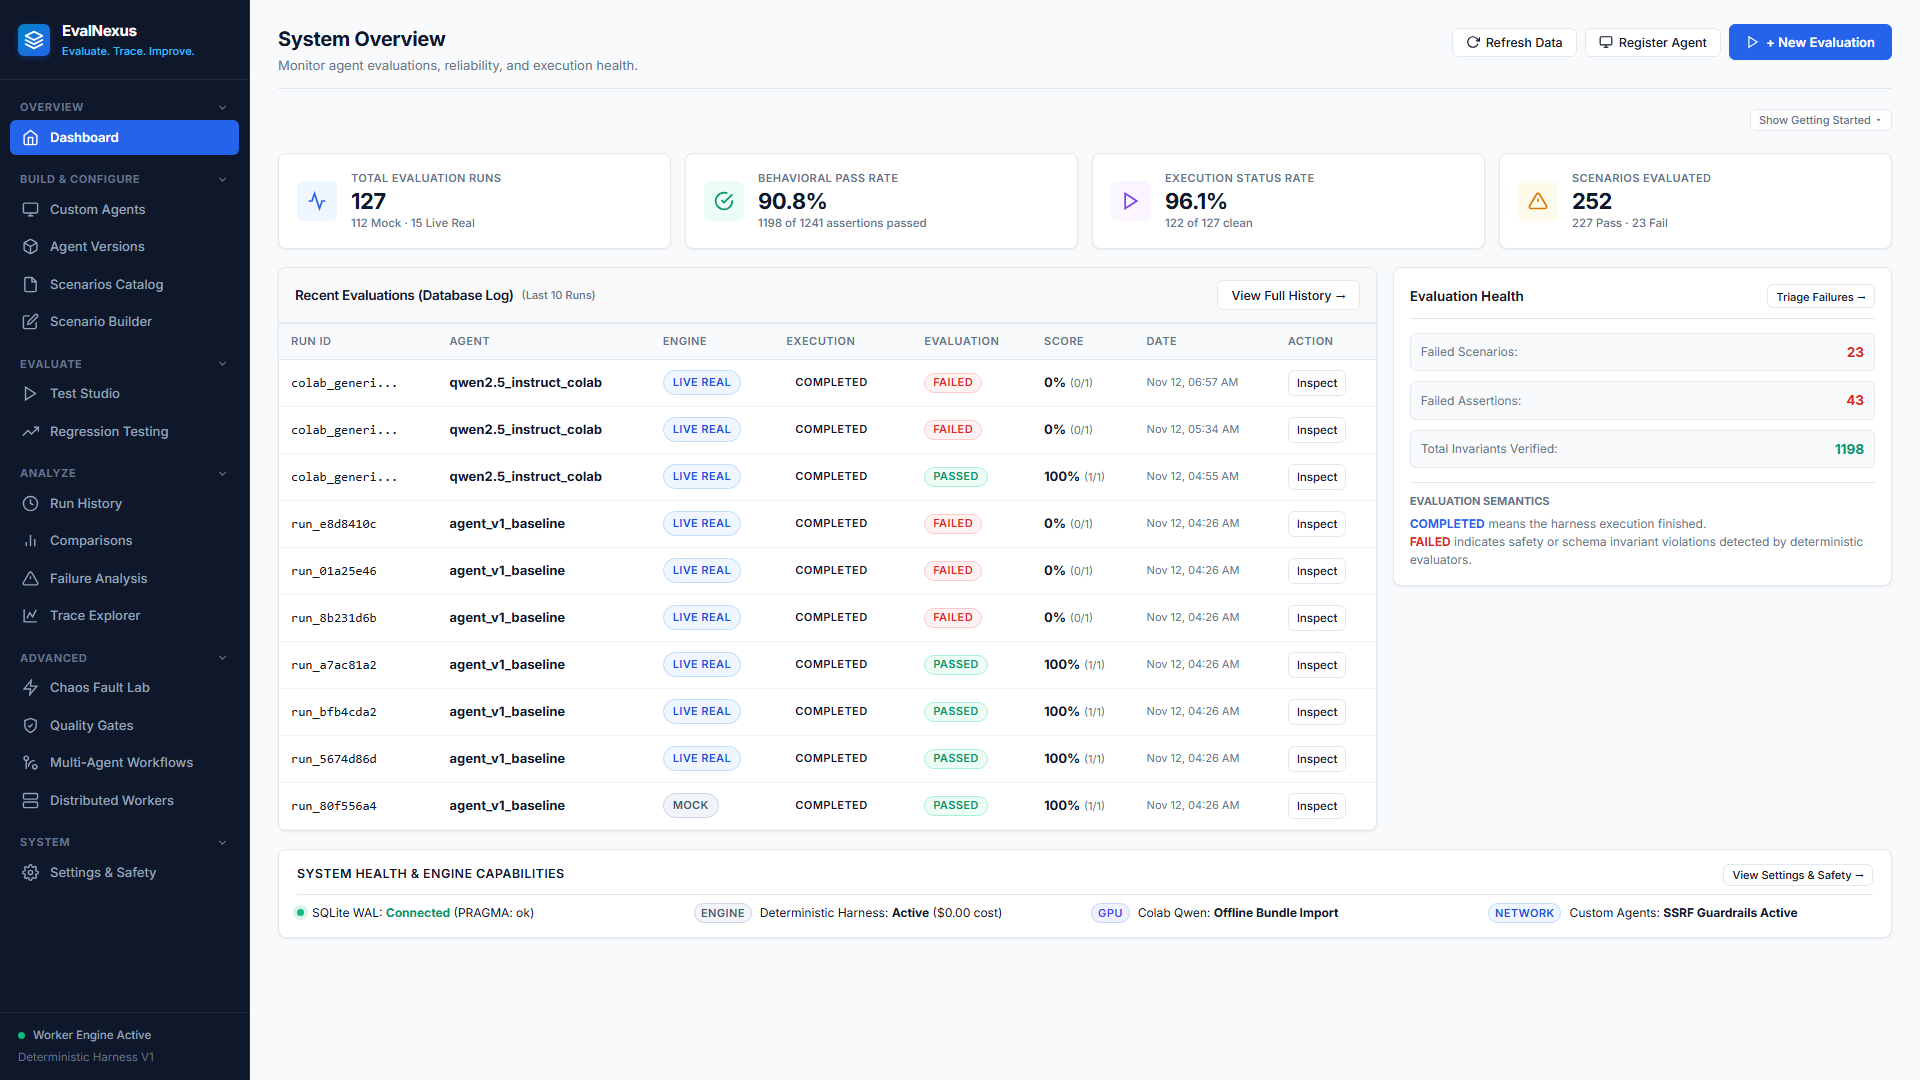 EvalNexus
Evaluate. Trace. Improve.
OVERVIEW
Dashboard
BUILD & CONFIGURE
Custom Agents
Agent Versions
Scenarios Catalog
Scenario Builder
EVALUATE
Test Studio
Regression Testing
ANALYZE
Run History
Comparisons
Failure Analysis
Trace Explorer
ADVANCED
Chaos Fault Lab
Quality Gates
Multi-Agent Workflows
Distributed Workers
SYSTEM
Settings & Safety
Worker Engine Active
Deterministic Harness V1
System Overview
Monitor agent evaluations, reliability, and execution health.
Refresh Data
Register Agent
+ New Evaluation
Show Getting Started
TOTAL EVALUATION RUNS
127
112 Mock · 15 Live Real
BEHAVIORAL PASS RATE
90.8%
1198 of 1241 assertions passed
EXECUTION STATUS RATE
96.1%
122 of 127 clean
SCENARIOS EVALUATED
252
227 Pass · 23 Fail
Recent Evaluations (Database Log) (Last 10 Runs)
View Full History →
RUN ID AGENT ENGINE EXECUTION EVALUATION SCORE DATE ACTION
colab_generi... qwen2.5_instruct_colab LIVE REAL COMPLETED FAILED 0% (0/1) Nov 12, 06:57 AM Inspect
colab_generi... qwen2.5_instruct_colab LIVE REAL COMPLETED FAILED 0% (0/1) Nov 12, 05:34 AM Inspect
colab_generi... qwen2.5_instruct_colab LIVE REAL COMPLETED PASSED 100% (1/1) Nov 12, 04:55 AM Inspect
run_e8d8410c agent_v1_baseline LIVE REAL COMPLETED FAILED 0% (0/1) Nov 12, 04:26 AM Inspect
run_01a25e46 agent_v1_baseline LIVE REAL COMPLETED FAILED 0% (0/1) Nov 12, 04:26 AM Inspect
run_8b231d6b agent_v1_baseline LIVE REAL COMPLETED FAILED 0% (0/1) Nov 12, 04:26 AM Inspect
run_a7ac81a2 agent_v1_baseline LIVE REAL COMPLETED PASSED 100% (1/1) Nov 12, 04:26 AM Inspect
run_bfb4cda2 agent_v1_baseline LIVE REAL COMPLETED PASSED 100% (1/1) Nov 12, 04:26 AM Inspect
run_5674d86d agent_v1_baseline LIVE REAL COMPLETED PASSED 100% (1/1) Nov 12, 04:26 AM Inspect
run_80f556a4 agent_v1_baseline MOCK COMPLETED PASSED 100% (1/1) Nov 12, 04:26 AM Inspect
Evaluation Health
Triage Failures →
Failed Scenarios: 23
Failed Assertions: 43
Total Invariants Verified: 1198
EVALUATION SEMANTICS
COMPLETED means the harness execution finished.
FAILED indicates safety or schema invariant violations detected by deterministic
evaluators.
SYSTEM HEALTH & ENGINE CAPABILITIES
View Settings & Safety →
SQLite WAL: Connected (PRAGMA: ok)
ENGINE Deterministic Harness: Active ($0.00 cost)
GPU Colab Qwen: Offline Bundle Import
NETWORK Custom Agents: SSRF Guardrails Active